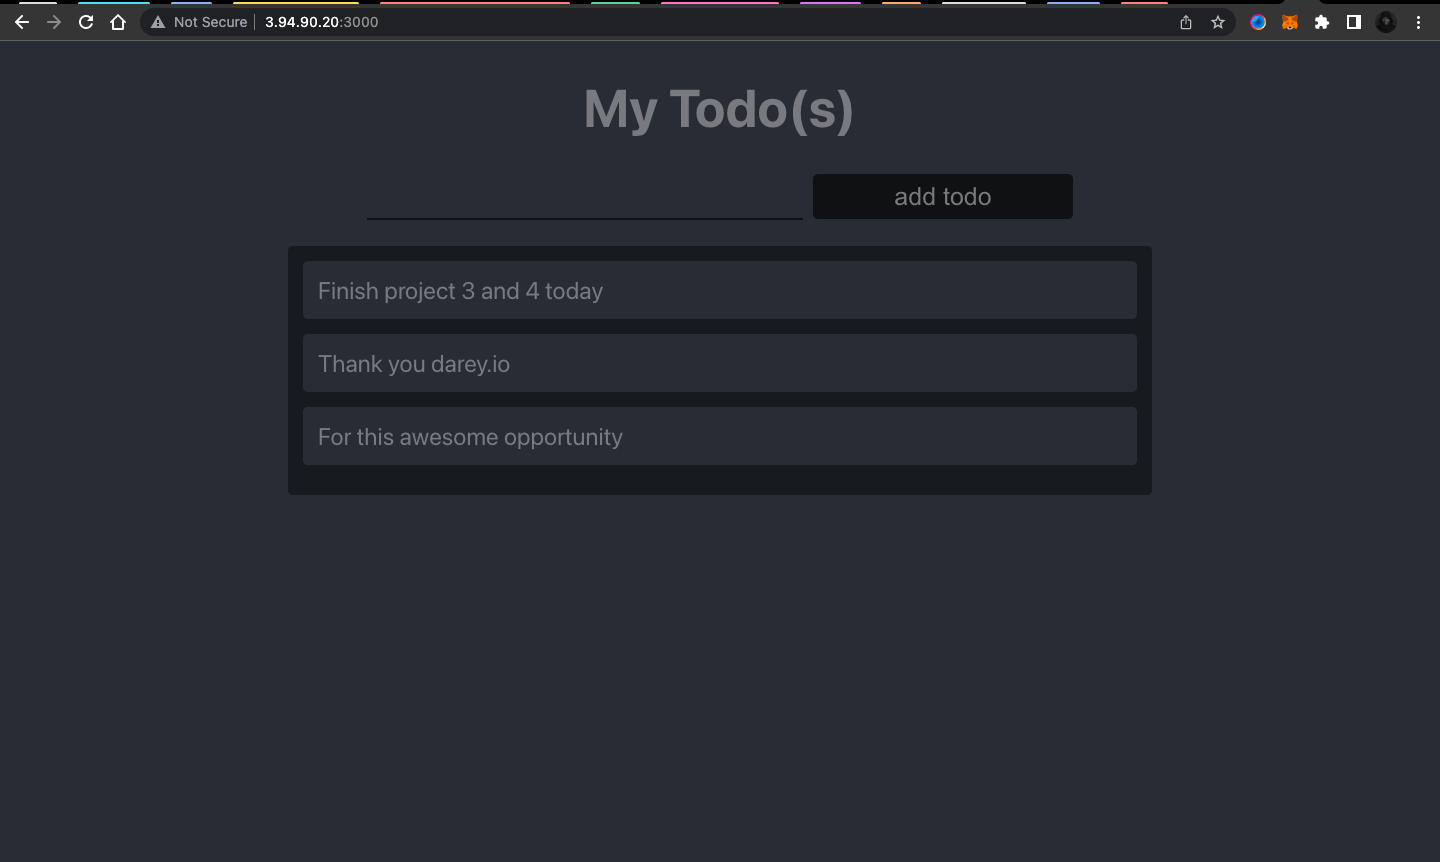 Not Secure 3.94.90.20:3000
My Todo(s)
add todo
Finish project 3 and 4 today
Thank you darey.io
For this awesome opportunity